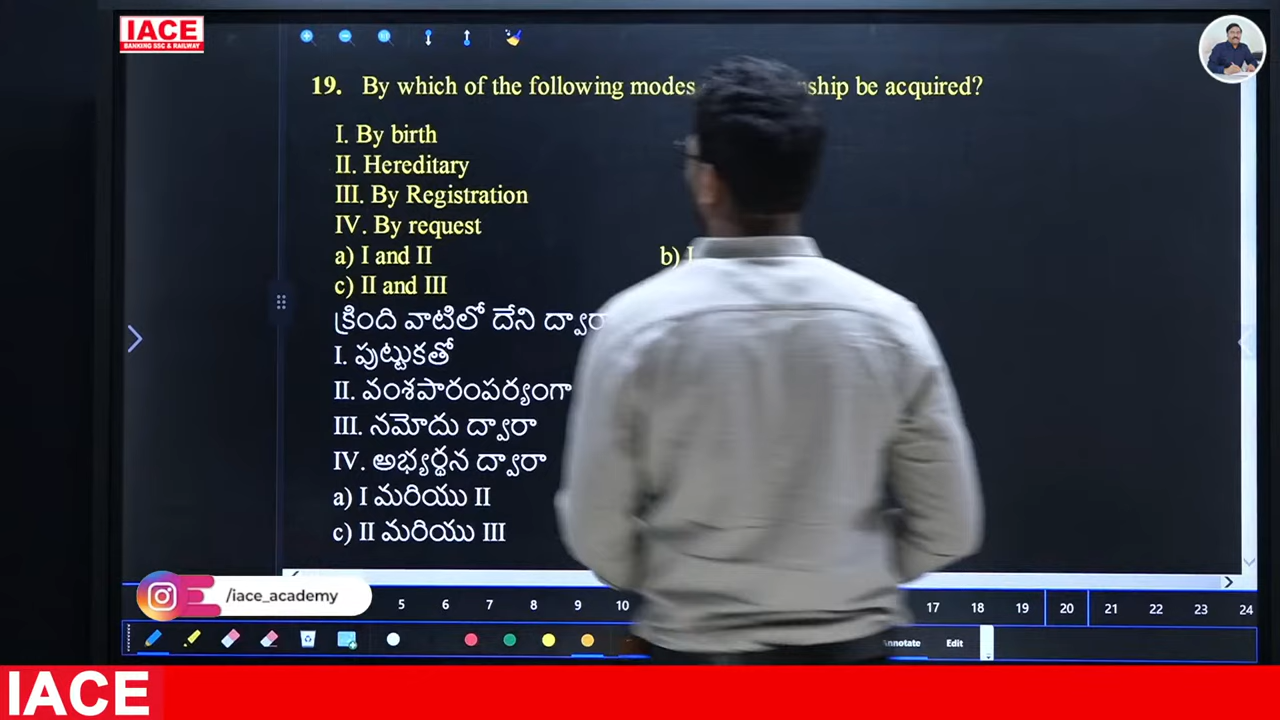 IACE
BANKING SSC & RAILWAY
19. By which of the following modes ship be acquired?
I. By birth
II. Hereditary
III. By Registration
IV. By request
a) I and II
b) I
c) II and III
క్రింది వాటిలో దేని ద్వారా
I. పుట్టుకతో
II. వంశపారంపర్యంగా
III. నమోదు ద్వారా
IV. అభ్యర్థన ద్వారా
a) I మరియు II
c) II మరియు III
/iace_academy
5 6 7 8 9 10 17 18 19 20 21 22 23 24
Annotate Edit
IACE